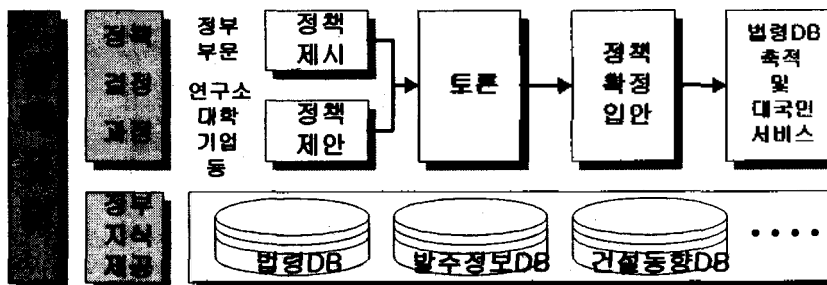 정책
결정
과정
정부
부문
연구소
대학
기업
등
정책
제시
정책
제안
토론
정책
확정
입안
법령DB
축적
및
대국민
서비스
정부
지식
제공
법령DB
발주정보DB
건설동향DB